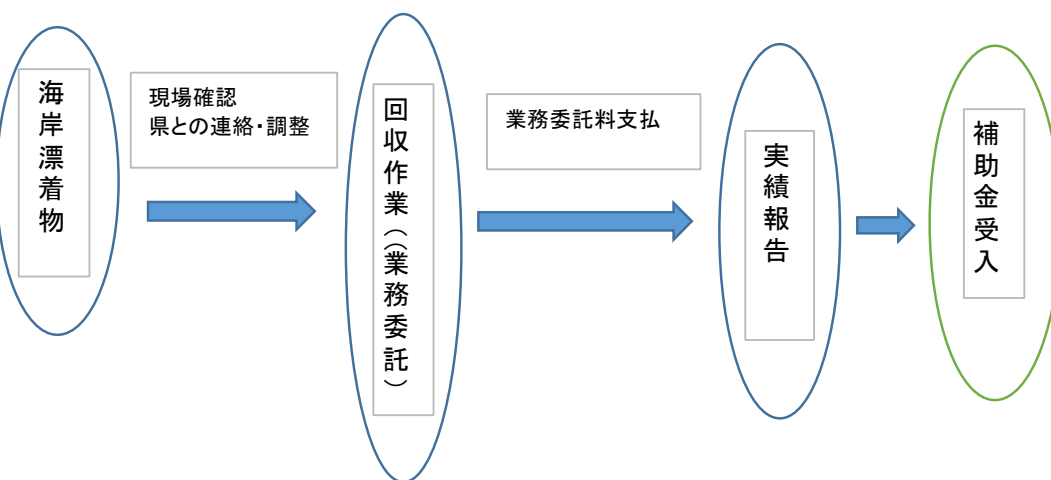 海岸漂着物
現場確認
県との連絡・調整
回収作業（（業務委託）
業務委託料支払
実績報告
補助金受入